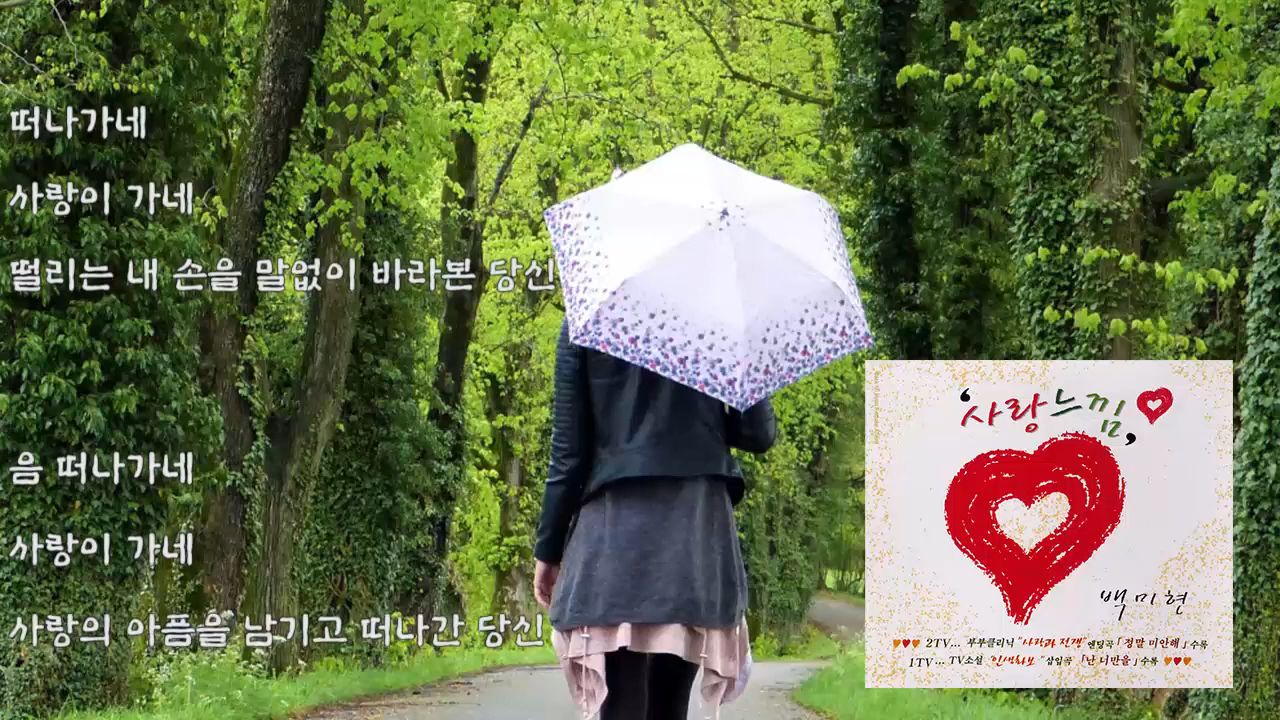 떠나가네
사랑이 가네
떨리는 내 손을 말없이 바라본 당신
음 떠나가네
사랑이 가네
사랑의 아픔을 남기고 떠나간 당신
‘사랑느낌’
백미현
2TV... 부부클리닉 "사랑과 전쟁" 엔딩곡「정말 미안해」수록
1TV... TV소설 "인생화보" 삽입곡 「난 너만을」수록